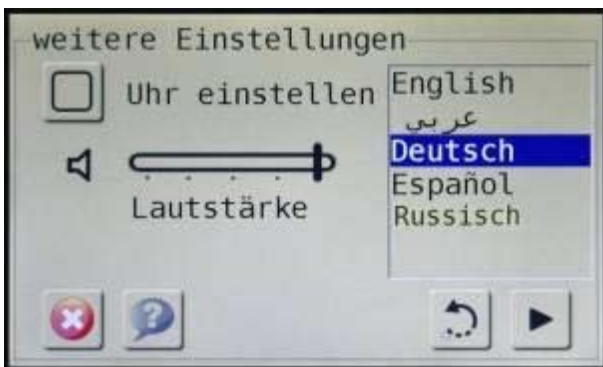 weitere Einstellungen
Uhr einstellen
Lautstärke
English
عربي
Deutsch
Español
Russisch
?